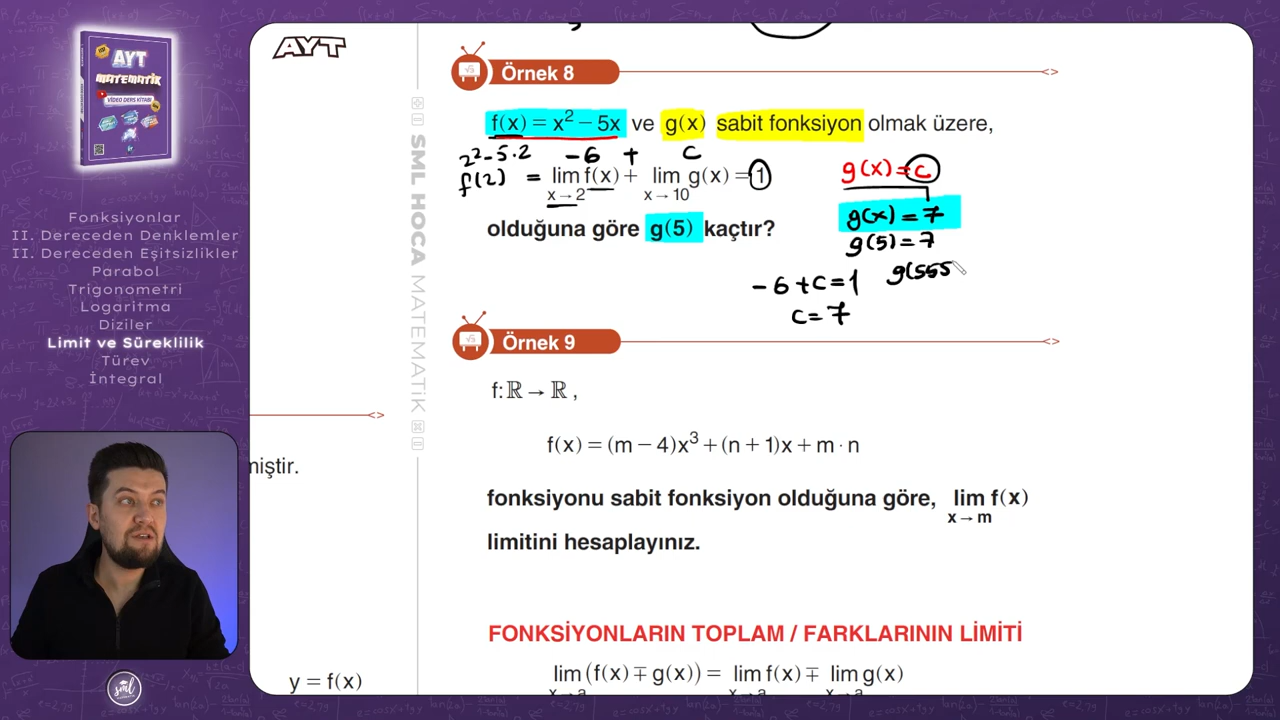 AYT
MATEMATİK
VİDEO DERS KİTABI
Fonksiyonlar
II. Dereceden Denklemler
II. Dereceden Eşitsizlikler
Parabol
Trigonometri
Logaritma
Diziler
Limit ve Süreklilik
Türev
İntegral
sml
AYT
miştir.
y = f(x)
SML HOCA MATEMATİK
√5 Örnek 8
f(x) = x² − 5x ve g(x) sabit fonksiyon olmak üzere,
2²-5·2 -6 + c
f(2) = lim f(x) + lim g(x) = 1
x → 2 x → 10
olduğuna göre g(5) kaçtır?
g(x) = c
g(x) = 7
g(5) = 7
g(555
-6 + c = 1
c = 7
√5 Örnek 9
f: ℝ → ℝ ,
f(x) = (m − 4)x³ + (n + 1)x + m · n
fonksiyonu sabit fonksiyon olduğuna göre, lim f(x)
x → m
limitini hesaplayınız.
FONKSİYONLARIN TOPLAM / FARKLARININ LİMİTİ
lim (f(x) ∓ g(x)) = lim f(x) ∓ lim g(x)
x→a x→a x→a